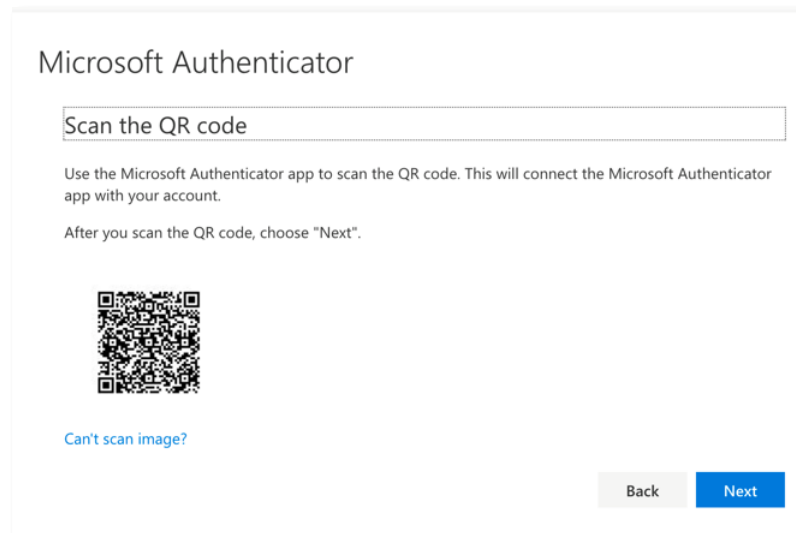 Microsoft Authenticator
Scan the QR code
Use the Microsoft Authenticator app to scan the QR code. This will connect the Microsoft Authenticator
app with your account.
After you scan the QR code, choose "Next".
Can't scan image?
Back
Next